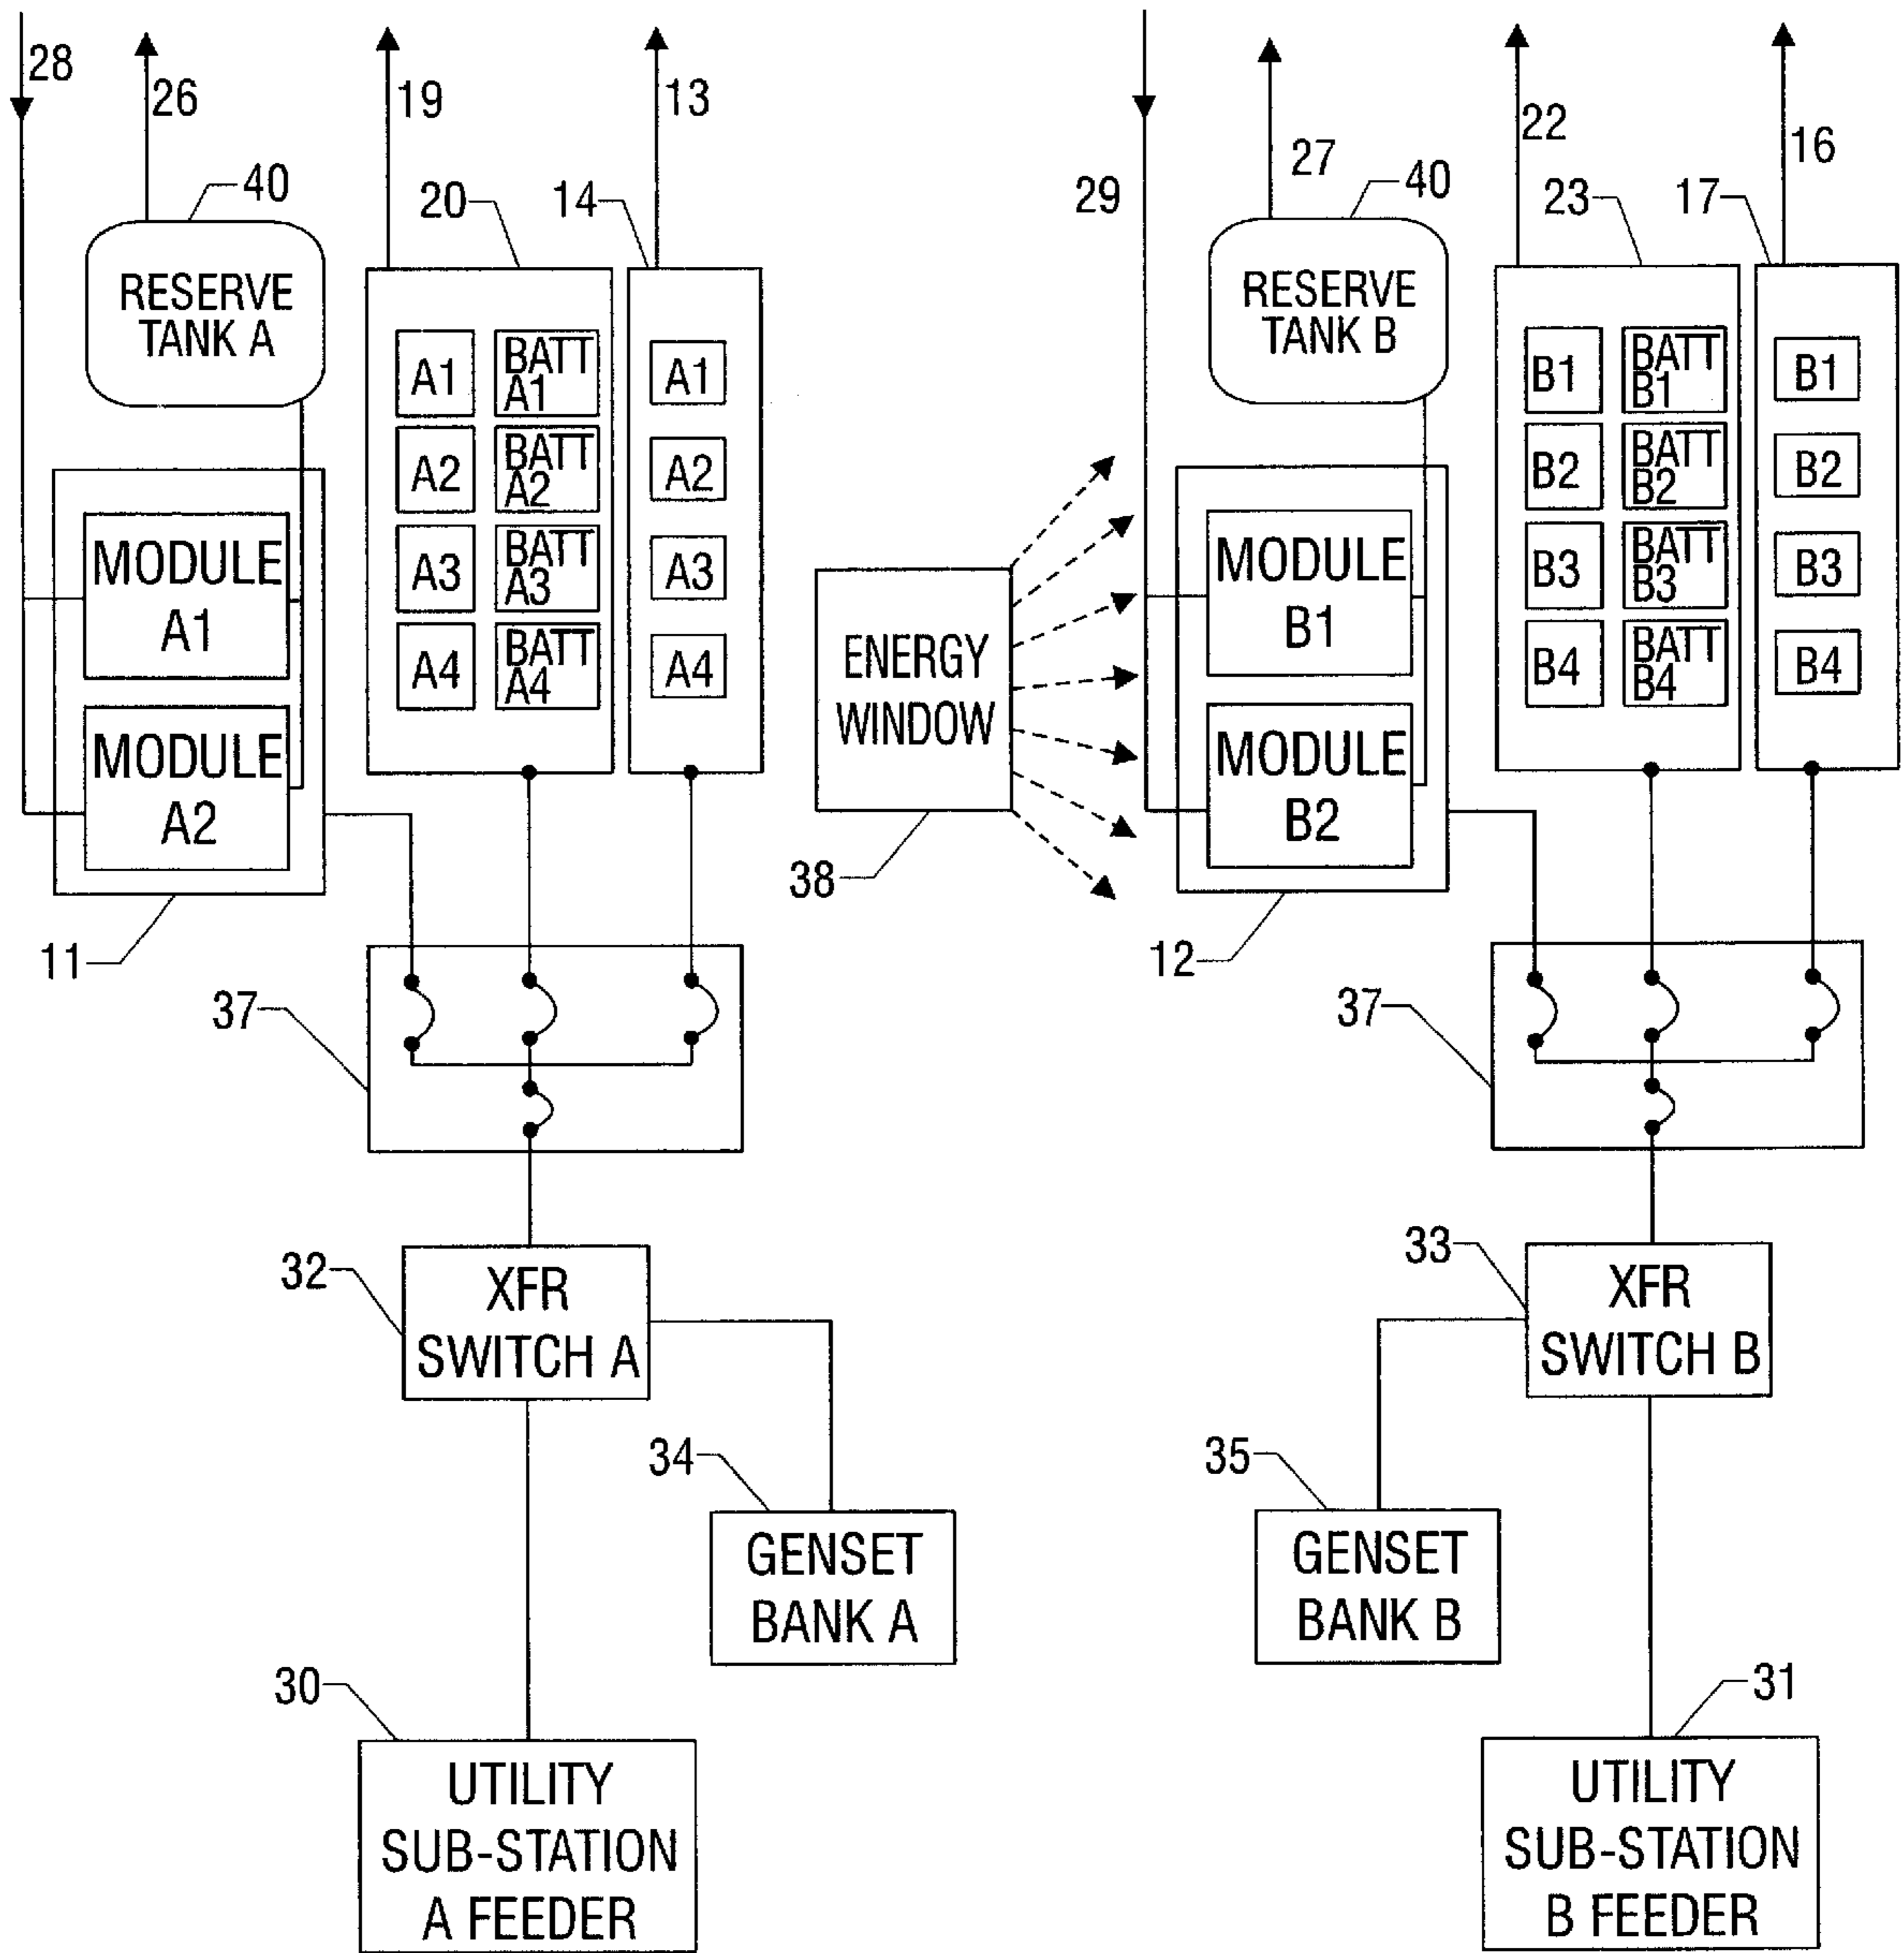 28
26
19
13
29
27
22
16
40
20
14
40
23
17
RESERVE
TANK A
RESERVE
TANK B
A1
BATT
A1
A1
A2
BATT
A2
A2
A3
BATT
A3
A3
A4
BATT
A4
A4
B1
BATT
B1
B1
B2
BATT
B2
B2
B3
BATT
B3
B3
B4
BATT
B4
B4
MODULE
A1
MODULE
A2
ENERGY
WINDOW
MODULE
B1
MODULE
B2
38
11
12
37
37
32
XFR
SWITCH A
33
XFR
SWITCH B
34
GENSET
BANK A
35
GENSET
BANK B
30
UTILITY
SUB-STATION
A FEEDER
31
UTILITY
SUB-STATION
B FEEDER